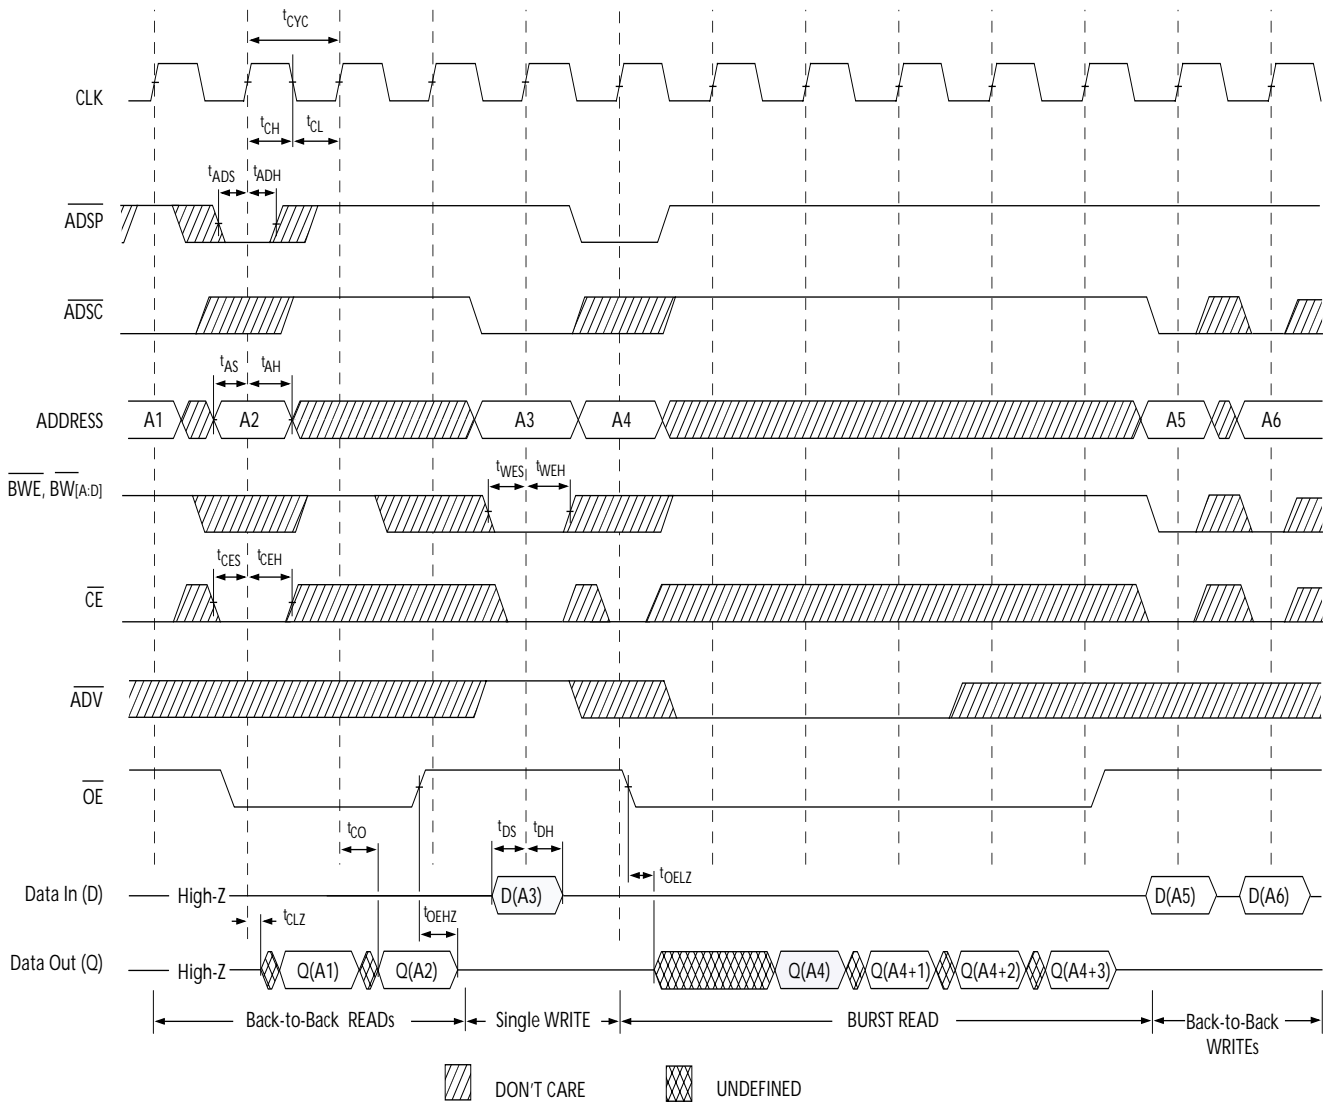 tCYC
CLK
tCH tCL
tADS tADH
ADSP
ADSC
tAS tAH
ADDRESS A1 A2 A3 A4 A5 A6
tWES tWEH
BWE, BW[A:D]
tCES tCEH
CE
ADV
OE
tCO tDS tDH
tOELZ
Data In (D) High-Z D(A3) D(A5) D(A6)
tCLZ tOEHZ
Data Out (Q) High-Z Q(A1) Q(A2) Q(A4) Q(A4+1) Q(A4+2) Q(A4+3)
Back-to-Back READs Single WRITE BURST READ Back-to-Back
WRITEs
DON'T CARE UNDEFINED